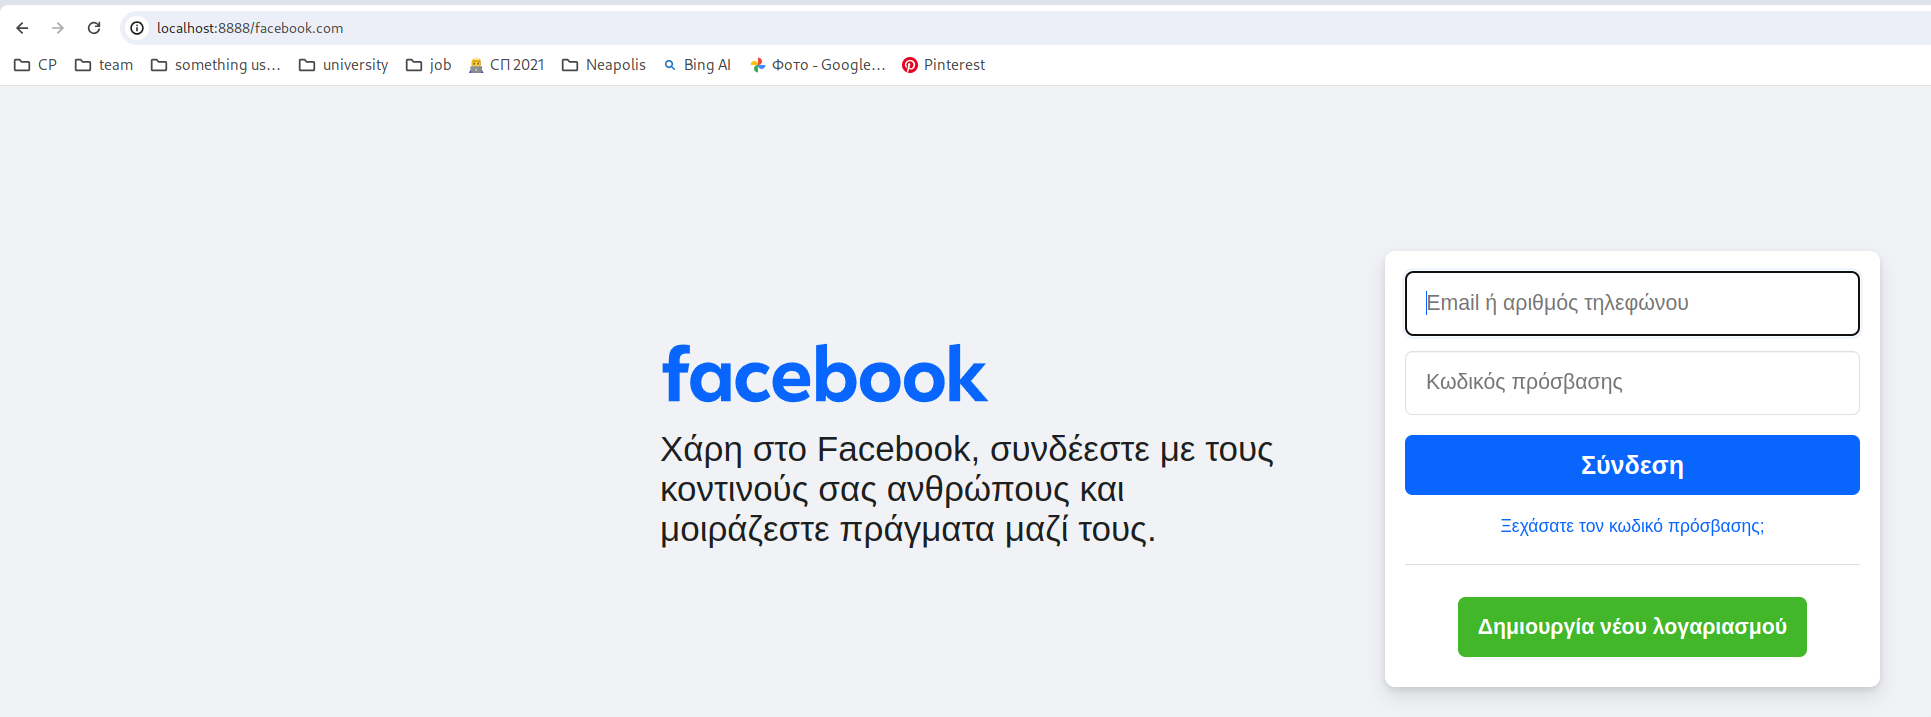 localhost:8888/facebook.com
CP team something us... university job СП 2021 Neapolis Bing AI Фото - Google... Pinterest
facebook
Χάρη στο Facebook, συνδέεστε με τους
κοντινούς σας ανθρώπους και
μοιράζεστε πράγματα μαζί τους.
Email ή αριθμός τηλεφώνου
Κωδικός πρόσβασης
Σύνδεση
Ξεχάσατε τον κωδικό πρόσβασης;
Δημιουργία νέου λογαριασμού